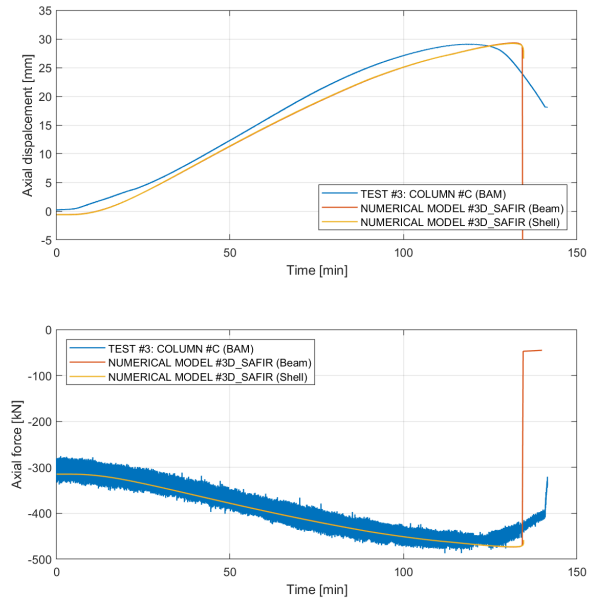 35
30
25
20
15
10
5
0
-5
Axial dispalcement [mm]
TEST #3: COLUMN #C (BAM)
NUMERICAL MODEL #3D_SAFIR (Beam)
NUMERICAL MODEL #3D_SAFIR (Shell)
0 50 100 150
Time [min]
0
-100
-200
-300
-400
-500
Axial force [kN]
TEST #3: COLUMN #C (BAM)
NUMERICAL MODEL #3D_SAFIR (Beam)
NUMERICAL MODEL #3D_SAFIR (Shell)
0 50 100 150
Time [min]